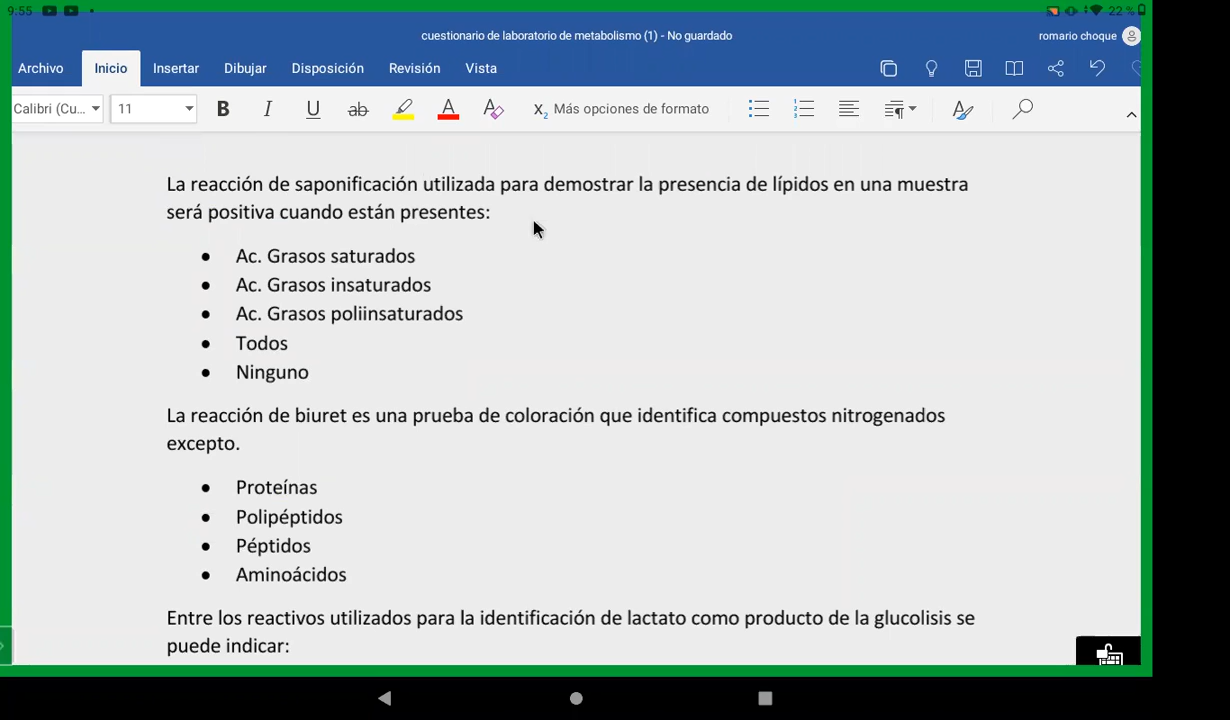 9:55
22 %
cuestionario de laboratorio de metabolismo (1) - No guardado
romario choque
Archivo Inicio Insertar Dibujar Disposición Revisión Vista
Calibri (Cu... 11 B I U ab A A X2 Más opciones de formato
La reacción de saponificación utilizada para demostrar la presencia de lípidos en una muestra
será positiva cuando están presentes:
• Ac. Grasos saturados
• Ac. Grasos insaturados
• Ac. Grasos poliinsaturados
• Todos
• Ninguno
La reacción de biuret es una prueba de coloración que identifica compuestos nitrogenados
excepto.
• Proteínas
• Polipéptidos
• Péptidos
• Aminoácidos
Entre los reactivos utilizados para la identificación de lactato como producto de la glucolisis se
puede indicar: